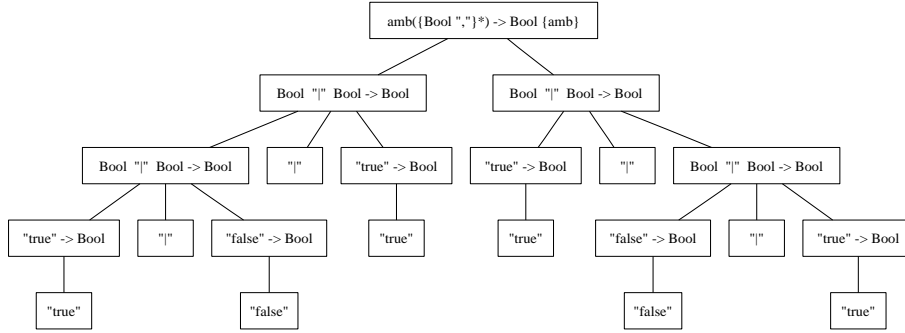 amb({Bool ","}*) -> Bool {amb}
Bool "|" Bool -> Bool
Bool "|" Bool -> Bool
Bool "|" Bool -> Bool
"|"
"true" -> Bool
"true" -> Bool
"|"
Bool "|" Bool -> Bool
"true" -> Bool
"|"
"false" -> Bool
"true"
"true"
"false" -> Bool
"|"
"true" -> Bool
"true"
"false"
"false"
"true"